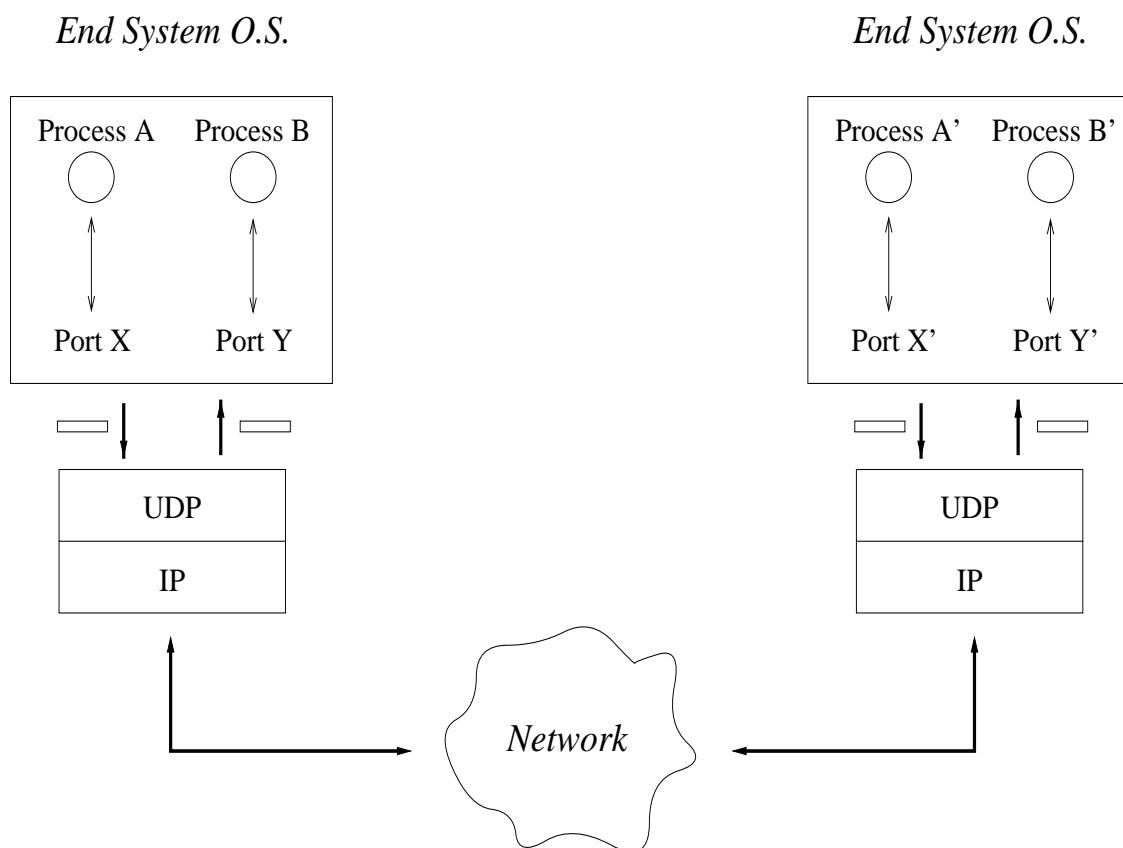 End System O.S.
End System O.S.
Process A
Process B
Process A’
Process B’
Port X
Port Y
Port X’
Port Y’
UDP
UDP
IP
IP
Network